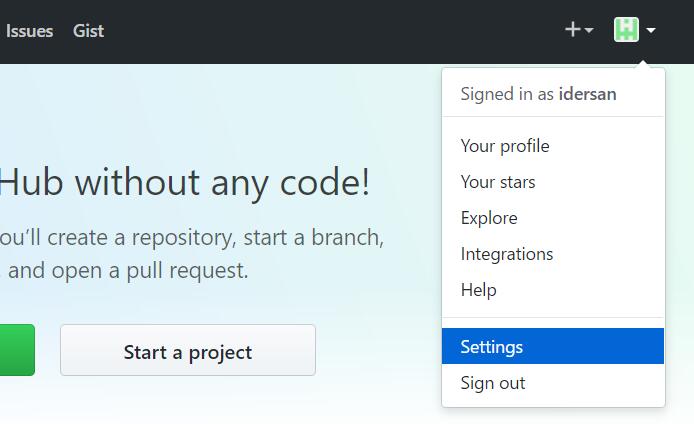 Issues Gist
Signed in as idersan
Your profile
Your stars
Explore
Integrations
Help
Settings
Sign out
Hub without any code!
ou’ll create a repository, start a branch,
, and open a pull request.
Start a project